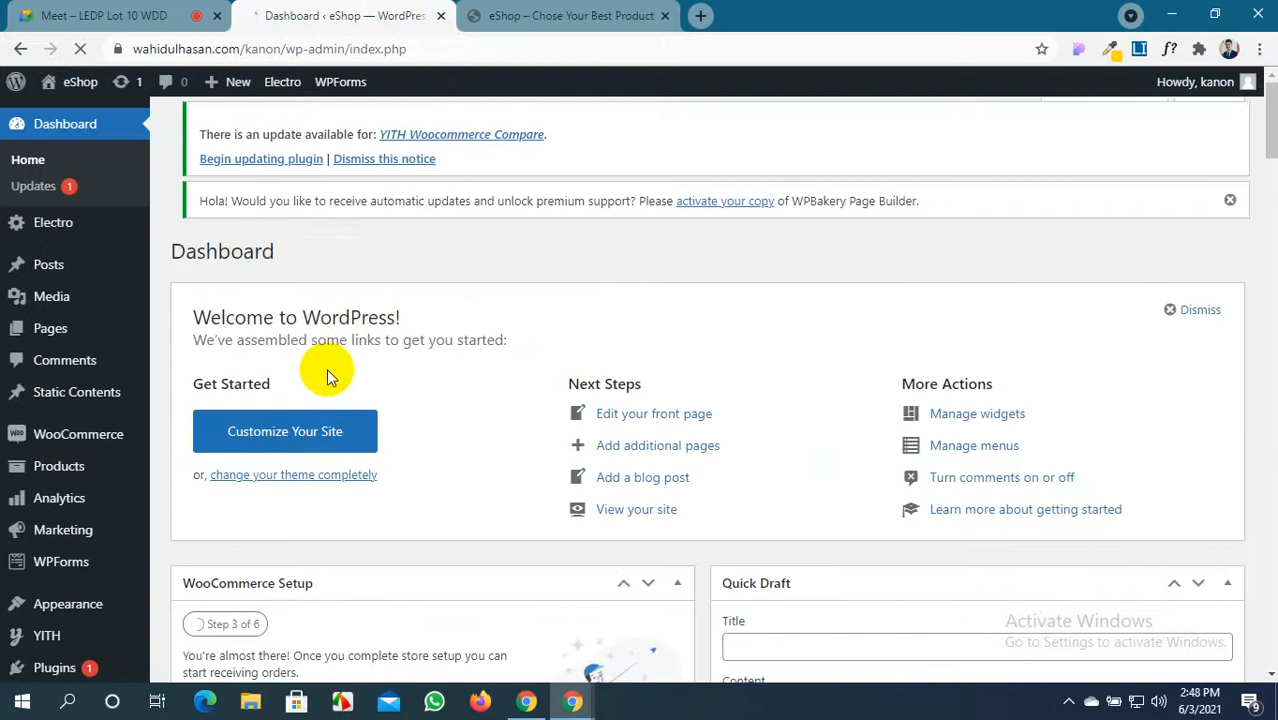 Meet – LEDP Lot 10 WDD
Dashboard ‹ eShop — WordPres
eShop – Chose Your Best Product
wahidulhasan.com/kanon/wp-admin/index.php
eShop 1 0 New Electro WPForms
Howdy, kanon
Dashboard
Home
Updates 1
Electro
Posts
Media
Pages
Comments
Static Contents
WooCommerce
Products
Analytics
Marketing
WPForms
Appearance
YITH
Plugins 1
There is an update available for: YITH Woocommerce Compare.
Begin updating plugin | Dismiss this notice
Hola! Would you like to receive automatic updates and unlock premium support? Please activate your copy of WPBakery Page Builder.
Dashboard
Welcome to WordPress!
We've assembled some links to get you started:
Dismiss
Get Started
Customize Your Site
or, change your theme completely
Next Steps
Edit your front page
Add additional pages
Add a blog post
View your site
More Actions
Manage widgets
Manage menus
Turn comments on or off
Learn more about getting started
WooCommerce Setup
Step 3 of 6
You're almost there! Once you complete store setup you can
start receiving orders.
Quick Draft
Title
Activate Windows
Go to Settings to activate Windows.
2:48 PM
6/3/2021
9